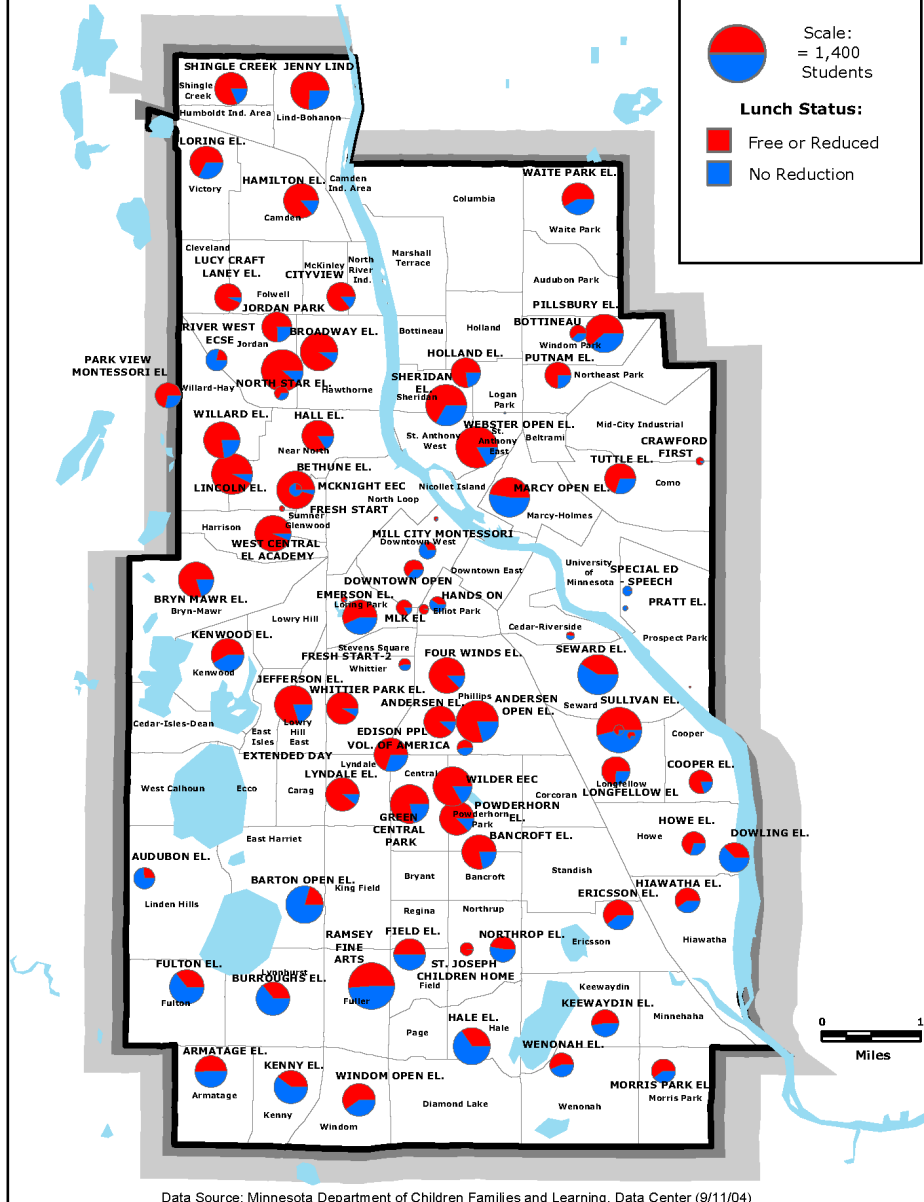 Scale:
= 1,400
Students
Lunch Status:
Free or Reduced
No Reduction
SHINGLE CREEK
JENNY LIND
Shingle
Creek
Humboldt Ind. Area
Lind-Bohanon
LORING EL.
Victory
HAMILTON EL.
Camden
Ind. Area
Camden
WAITE PARK EL.
Columbia
Waite Park
Cleveland
LUCY CRAFT
LANEY EL.
McKinley
CITYVIEW
North
River
Ind.
Marshall
Terrace
Folwell
Audubon Park
JORDAN PARK
PILLSBURY EL.
RIVER WEST
ECSE
Jordan
BROADWAY EL.
Bottineau
Holland
BOTTINEAU
Windom Park
PARK VIEW
MONTESSORI EL
HOLLAND EL.
PUTNAM EL.
Willard-Hay
NORTH STAR EL.
Hawthorne
SHERIDAN
EL.
Sheridan
Northeast Park
Logan
Park
WILLARD EL.
HALL EL.
WEBSTER OPEN EL.
St. Anthony
West
St.
Anthony
East
Beltrami
Mid-City Industrial
CRAWFORD
FIRST
Near North
TUTTLE EL.
BETHUNE EL.
LINCOLN EL.
MCKNIGHT EEC
Nicollet Island
MARCY OPEN EL.
Como
North Loop
FRESH START
Sumner
Glenwood
Marcy-Holmes
Harrison
WEST CENTRAL
EL ACADEMY
MILL CITY MONTESSORI
Downtown West
Downtown East
University
of
Minnesota
SPECIAL ED
- SPEECH
DOWNTOWN OPEN
BRYN MAWR EL.
Bryn-Mawr
EMERSON EL.
Loring Park
HANDS ON
Elliot Park
PRATT EL.
Lowry Hill
MLK EL
Cedar-Riverside
Prospect Park
KENWOOD EL.
Kenwood
Stevens Square
FRESH START-2
Whittier
FOUR WINDS EL.
SEWARD EL.
JEFFERSON EL.
WHITTIER PARK EL.
Phillips
ANDERSEN EL.
ANDERSEN
OPEN EL.
Seward
SULLIVAN EL.
Cedar-Isles-Dean
East
Isles
Lowry
Hill
East
EDISON PPL
VOL. OF AMERICA
Cooper
EXTENDED DAY
Lyndale
LYNDALE EL.
Central
WILDER EEC
COOPER EL.
West Calhoun
Ecco
Carag
Corcoran
Longfellow
LONGFELLOW EL
GREEN
CENTRAL
PARK
POWDERHORN
EL.
Powderhorn
Park
HOWE EL.
Howe
DOWLING EL.
East Harriet
BANCROFT EL.
AUDUBON EL.
Bryant
Bancroft
Standish
HIAWATHA EL.
BARTON OPEN EL.
King Field
ERICSSON EL.
Linden Hills
Regina
Northrup
RAMSEY
FINE
ARTS
FIELD EL.
NORTHROP EL.
Ericsson
Hiawatha
FULTON EL.
Lynnhurst
BURROUGHS EL.
ST. JOSEPH
CHILDREN HOME
Field
Fulton
Fuller
Keewaydin
KEEWAYDIN EL.
Minnehaha
HALE EL.
Hale
Page
WENONAH EL.
0 1
Miles
ARMATAGE EL.
Armatage
KENNY EL.
Kenny
WINDOM OPEN EL.
Windom
Diamond Lake
Wenonah
MORRIS PARK EL.
Morris Park
Data Source: Minnesota Department of Children Families and Learning, Data Center (9/11/04)